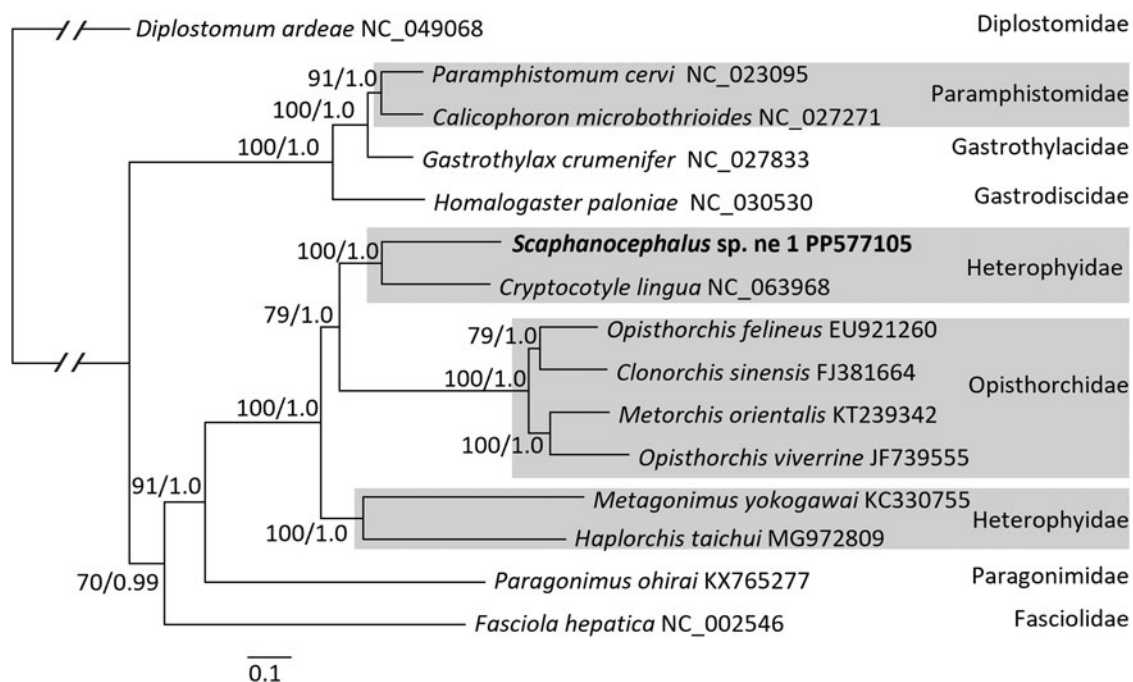 Diplostomum ardeae NC_049068 Diplostomidae
91/1.0 Paramphistomum cervi NC_023095
Paramphistomidae
100/1.0 Calicophoron microbothrioides NC_027271
100/1.0 Gastrothylax crumenifer NC_027833 Gastrothylacidae
Homalogaster paloniae NC_030530 Gastrodiscidae
100/1.0 Scaphanocephalus sp. ne 1 PP577105
Heterophyidae
Cryptocotyle lingua NC_063968
79/1.0
79/1.0 Opisthorchis felineus EU921260
100/1.0 Clonorchis sinensis FJ381664 Opisthorchidae
100/1.0 Metorchis orientalis KT239342
100/1.0 Opisthorchis viverrine JF739555
91/1.0 Metagonimus yokogawai KC330755
Heterophyidae
100/1.0 Haplorchis taichui MG972809
70/0.99 Paragonimus ohirai KX765277 Paragonimidae
Fasciola hepatica NC_002546 Fasciolidae
0.1